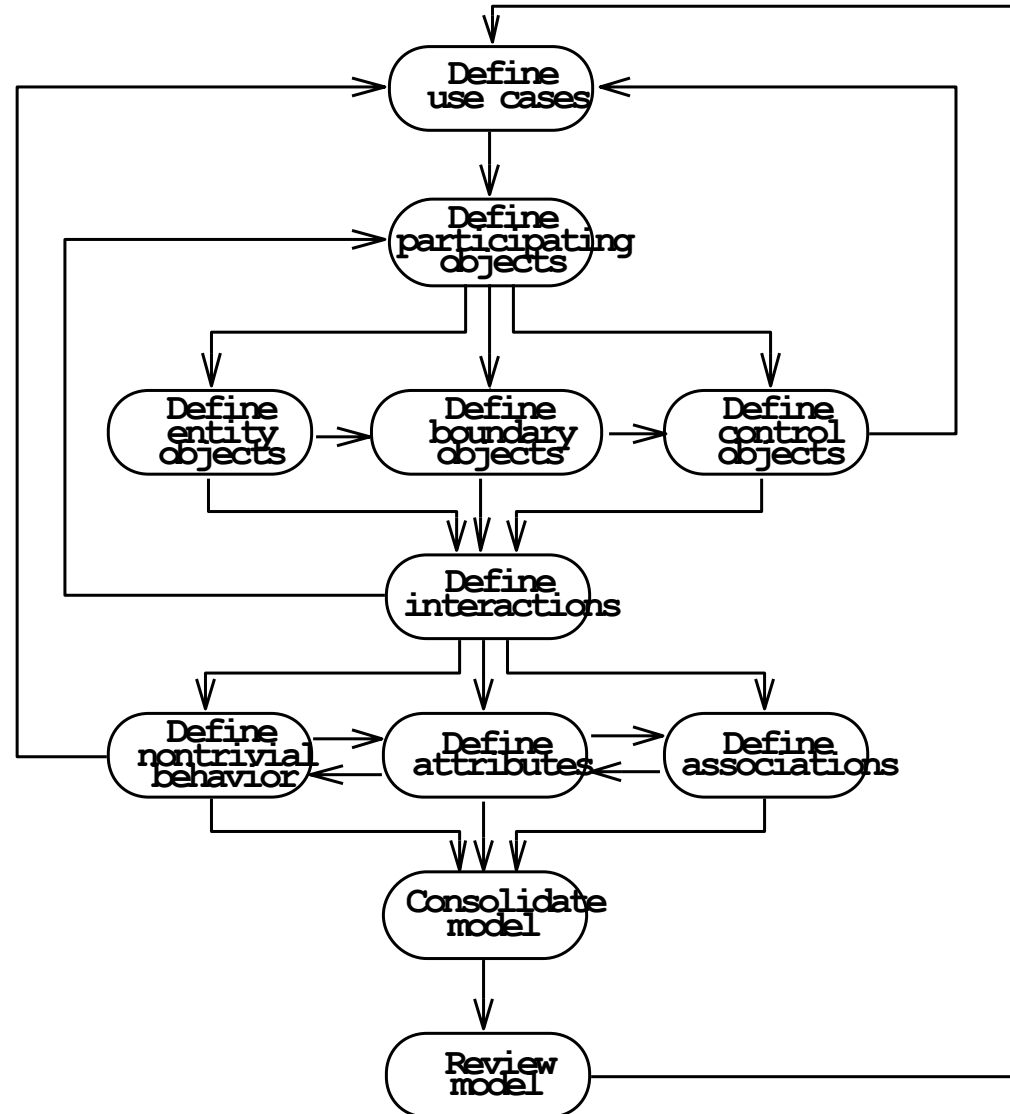 Define
use cases
Define
participating
objects
Define
entity
objects
Define
boundary
objects
Define
control
objects
Define
interactions
Define
nontrivial
behavior
Define
attributes
Define
associations
Consolidate
model
Review
model